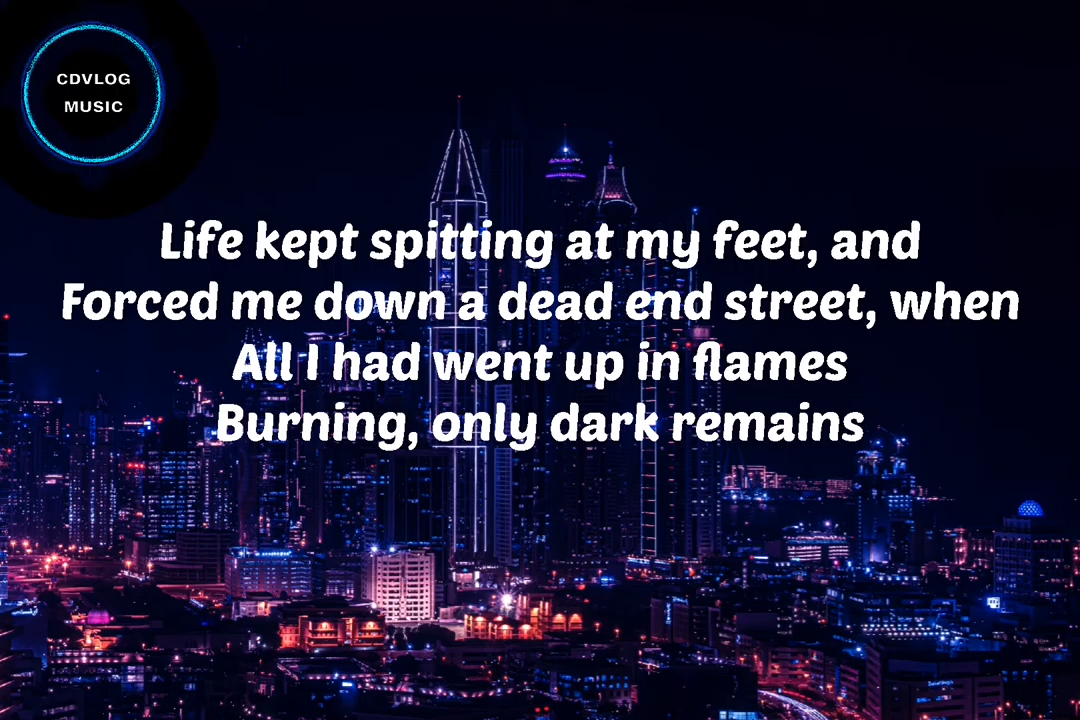 CDVLOG
MUSIC
Life kept spitting at my feet, and
Forced me down a dead end street, when
All I had went up in flames
Burning, only dark remains